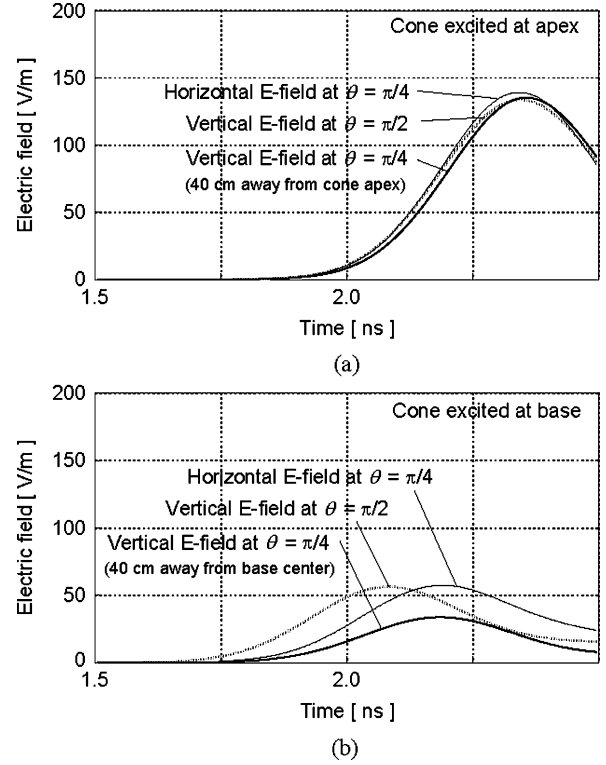 200
Cone excited at apex
150
Horizontal E-field at θ = π/4
Vertical E-field at θ = π/2
100
Vertical E-field at θ = π/4
(40 cm away from cone apex)
50
0
Electric field [ V/m ]
1.5
2.0
Time [ ns ]
(a)
200
Cone excited at base
150
Horizontal E-field at θ = π/4
Vertical E-field at θ = π/2
100
Vertical E-field at θ = π/4
(40 cm away from base center)
50
0
Electric field [ V/m ]
1.5
2.0
Time [ ns ]
(b)